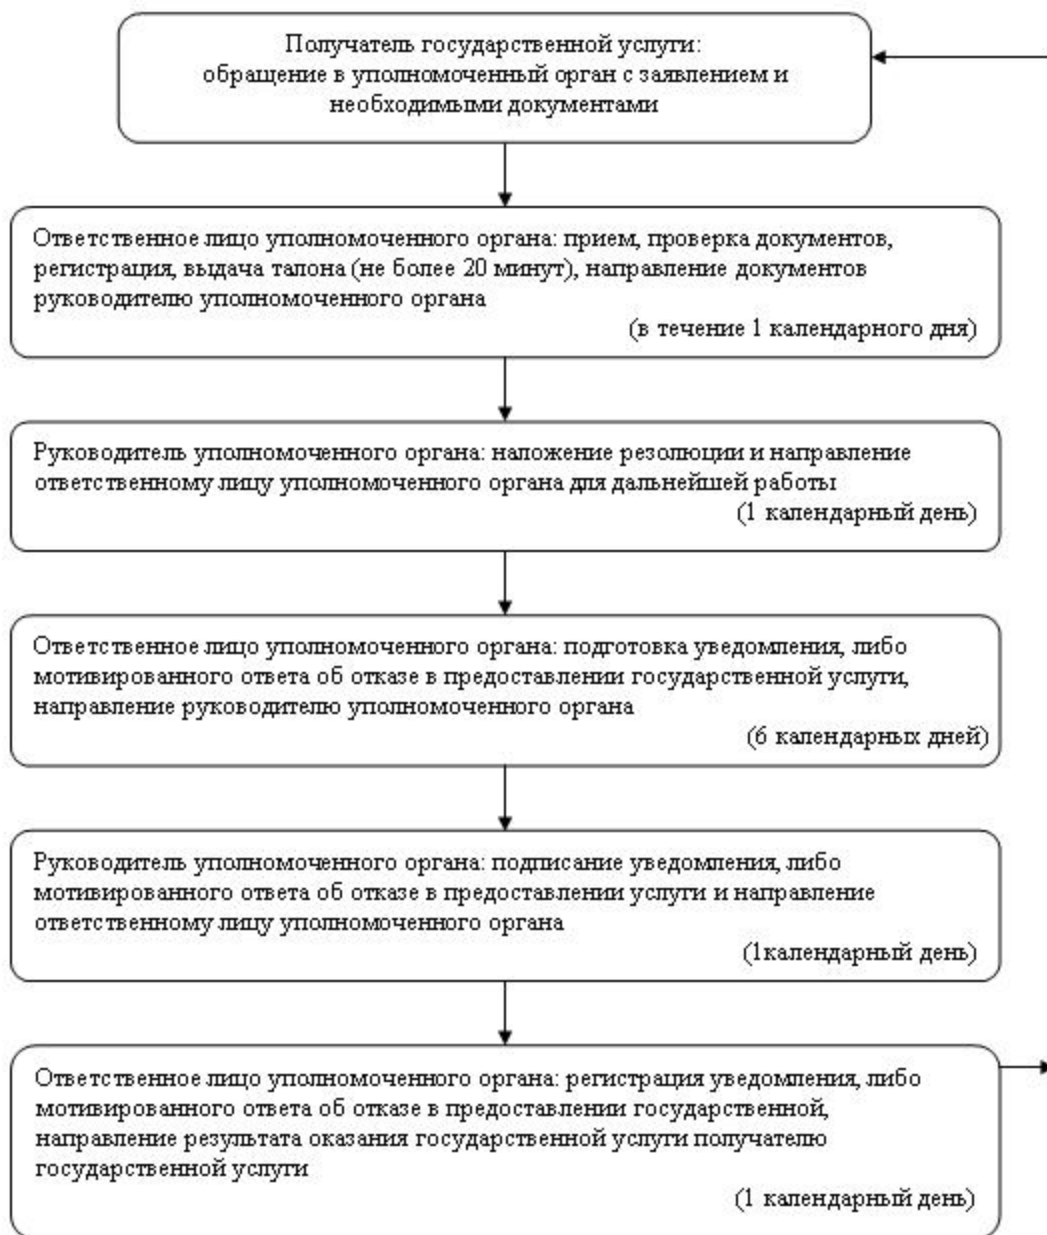 Получатель государственной услуги:
обращение в уполномоченный орган с заявлением и
необходимыми документами
Ответственное лицо уполномоченного органа: прием, проверка документов,
регистрация, выдача талона (не более 20 минут), направление документов
руководителю уполномоченного органа
(в течение 1 календарного дня)
Руководитель уполномоченного органа: наложение резолюции и направление
ответственному лицу уполномоченного органа для дальнейшей работы
(1 календарный день)
Ответственное лицо уполномоченного органа: подготовка уведомления, либо
мотивированного ответа об отказе в предоставлении государственной услуги,
направление руководителю уполномоченного органа
(6 календарных дней)
Руководитель уполномоченного органа: подписание уведомления, либо
мотивированного ответа об отказе в предоставлении услуги и направление
ответственному лицу уполномоченного органа
(1календарный день)
Ответственное лицо уполномоченного органа: регистрация уведомления, либо
мотивированного ответа об отказе в предоставлении государственной,
направление результата оказания государственной услуги получателю
государственной услуги
(1 календарный день)